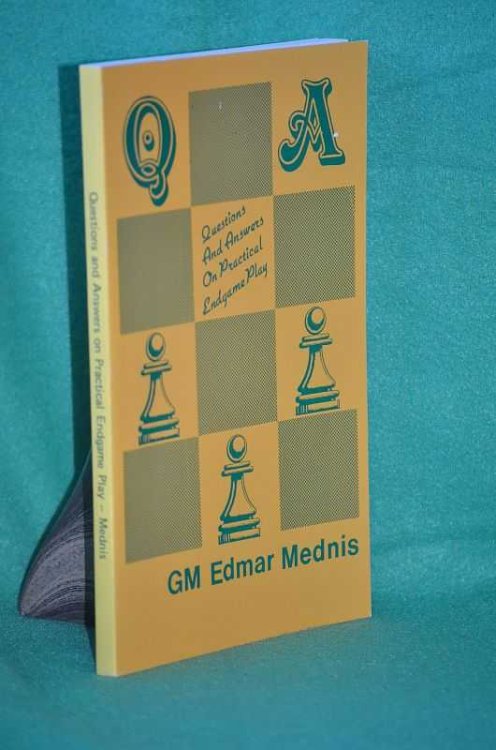 Q A
Questions
And Answers
On Practical
Endgame Play
GM Edmar Mednis
Questions and Answers on Practical Endgame Play – Mednis